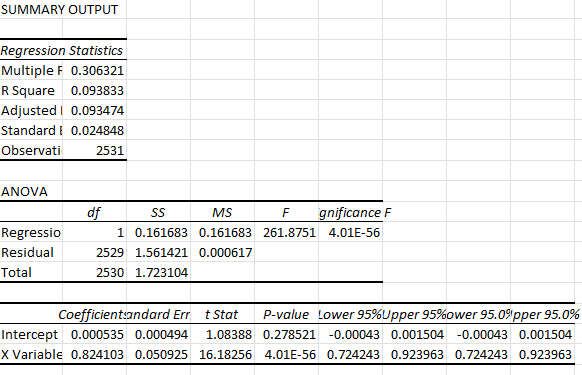 SUMMARY OUTPUT
Regression Statistics
Multiple F 0.306321
R Square 0.093833
Adjusted 0.093474
Standard E 0.024848
Observati 2531
ANOVA
df SS MS F gnificance F
Regressio 1 0.161683 0.161683 261.8751 4.01E-56
Residual 2529 1.561421 0.000617
Total 2530 1.723104
Coefficients andard Err t Stat P-value Lower 95% Upper 95% ower 95.0% pper 95.0%
Intercept 0.000535 0.000494 1.08388 0.278521 -0.00043 0.001504 -0.00043 0.001504
X Variable 0.824103 0.050925 16.18256 4.01E-56 0.724243 0.923963 0.724243 0.923963